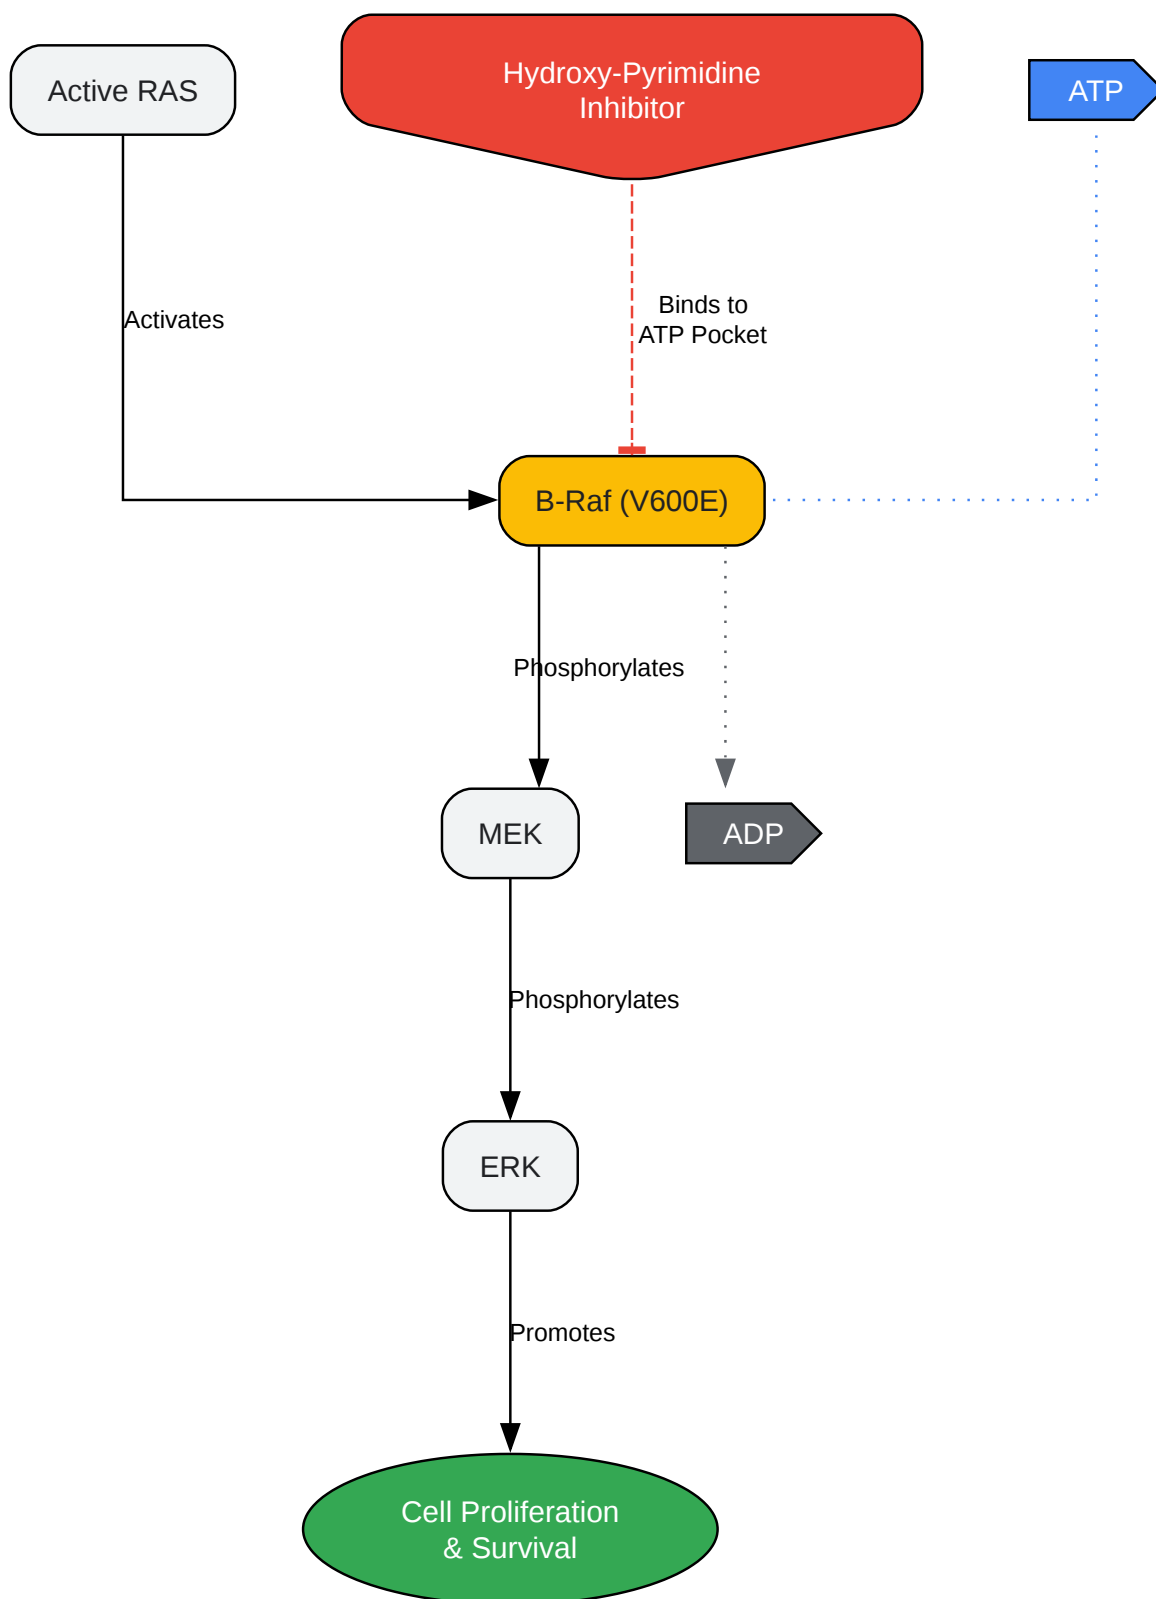 Active RAS
Hydroxy-Pyrimidine
Inhibitor
ATP
Activates
Binds to
ATP Pocket
B-Raf (V600E)
Phosphorylates
MEK
ADP
Phosphorylates
ERK
Promotes
Cell Proliferation
& Survival